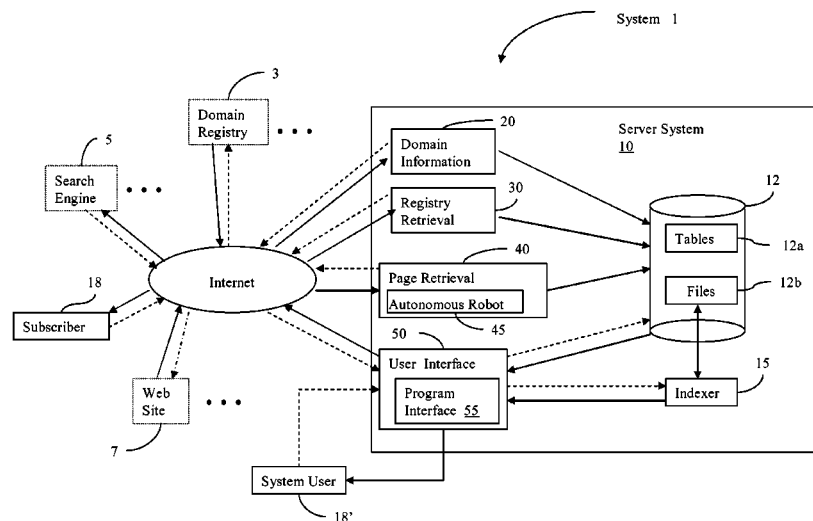 System 1
3
Domain
Registry
• • •
5
Search
Engine
• • •
20
Domain
Information
Server System
10
30
Registry
Retrieval
12
Tables
12a
40
Page Retrieval
Autonomous Robot
45
Internet
Files
12b
18
Subscriber
50
User Interface
Program
Interface 55
15
Indexer
Web
Site
• • •
7
System User
18'